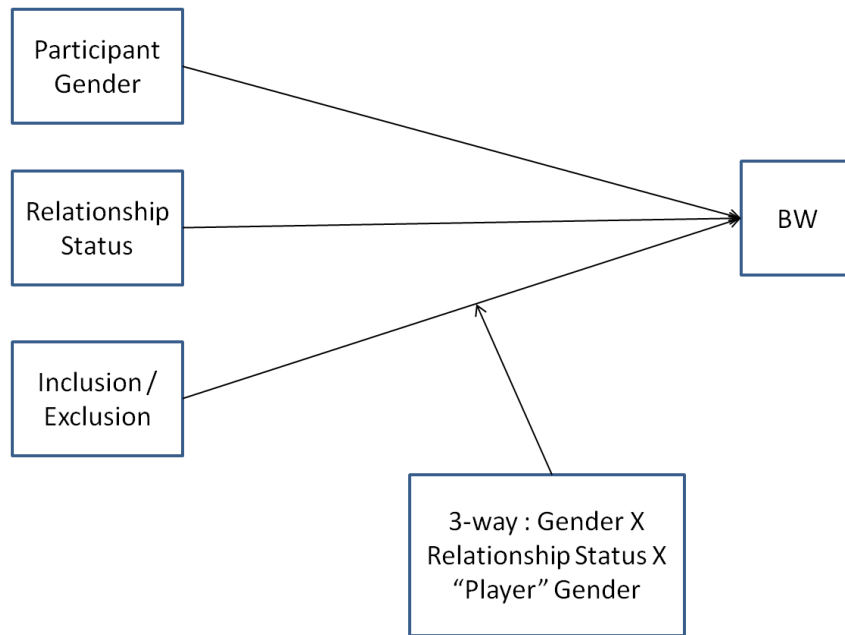 Participant
Gender
Relationship
Status
BW
Inclusion /
Exclusion
3-way : Gender X
Relationship Status X
“Player” Gender